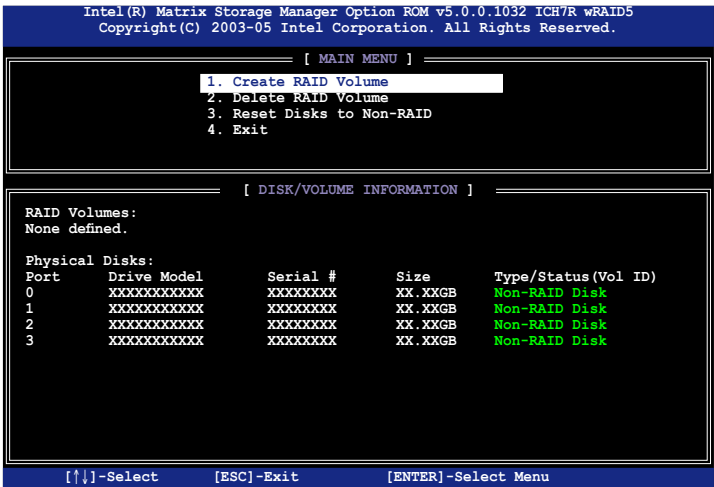 Intel(R) Matrix Storage Manager Option ROM v5.0.0.1032 ICH7R wRAID5
Copyright(C) 2003-05 Intel Corporation. All Rights Reserved.
[ MAIN MENU ]
1. Create RAID Volume
2. Delete RAID Volume
3. Reset Disks to Non-RAID
4. Exit
[ DISK/VOLUME INFORMATION ]
RAID Volumes:
None defined.
Physical Disks:
Port Drive Model Serial # Size Type/Status(Vol ID)
0 XXXXXXXXXXX XXXXXXXX XX.XXGB Non-RAID Disk
1 XXXXXXXXXXX XXXXXXXX XX.XXGB Non-RAID Disk
2 XXXXXXXXXXX XXXXXXXX XX.XXGB Non-RAID Disk
3 XXXXXXXXXXX XXXXXXXX XX.XXGB Non-RAID Disk
[↑↓]-Select [ESC]-Exit [ENTER]-Select Menu